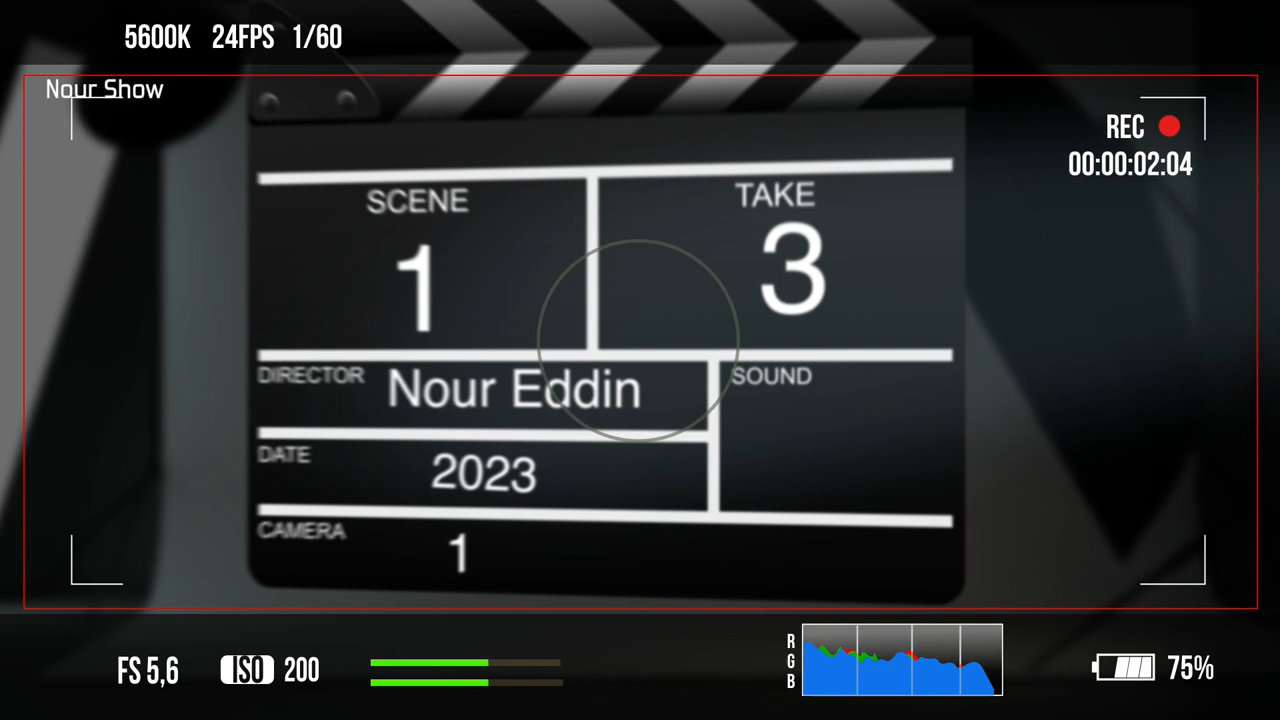 5600K 24FPS 1/60
Nour Show
REC
00:00:02:04
SCENE
1
TAKE
3
DIRECTOR Nour Eddin
SOUND
DATE 2023
CAMERA 1
FS 5,6 ISO 200
R
G
B
75%